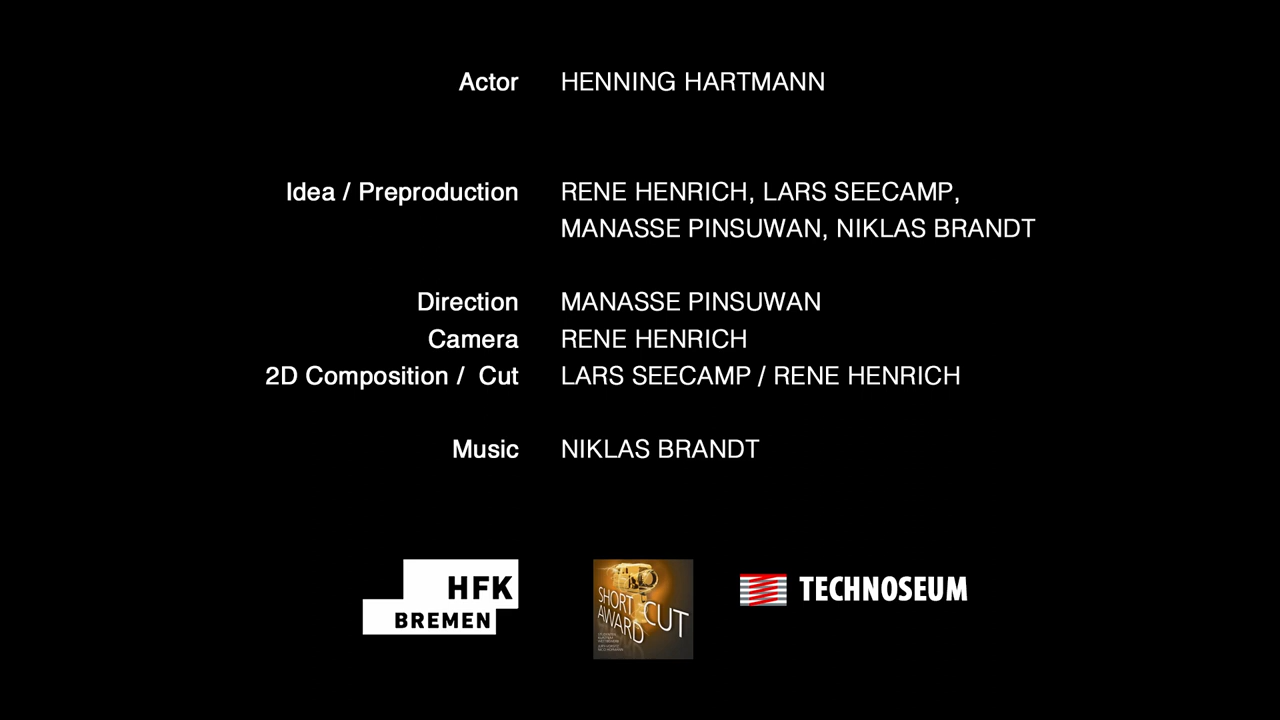 Actor HENNING HARTMANN
Idea / Preproduction RENE HENRICH, LARS SEECAMP,
MANASSE PINSUWAN, NIKLAS BRANDT
Direction MANASSE PINSUWAN
Camera RENE HENRICH
2D Composition / Cut LARS SEECAMP / RENE HENRICH
Music NIKLAS BRANDT
HFK
BREMEN
SHORT CUT
AWARD
TECHNOSEUM